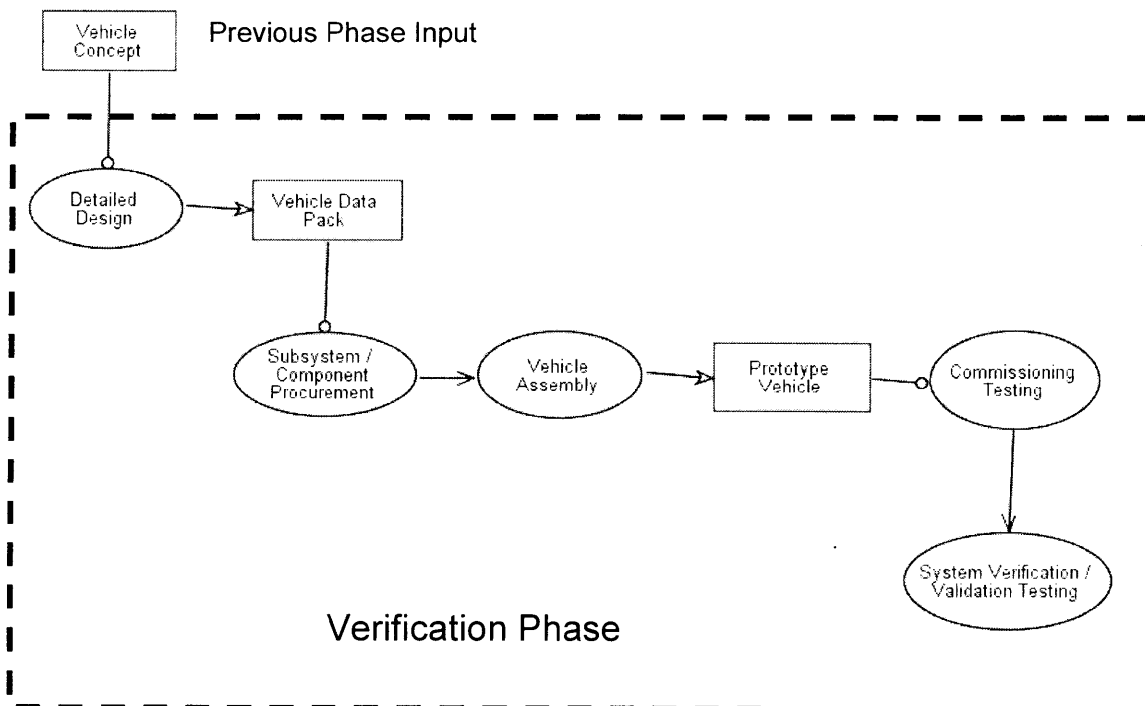 Vehicle
Concept
Previous Phase Input
Detailed
Design
Vehicle Data
Pack
Subsystem /
Component
Procurement
Vehicle
Assembly
Prototype
Vehicle
Commissioning
Testing
System Verification /
Validation Testing
Verification Phase